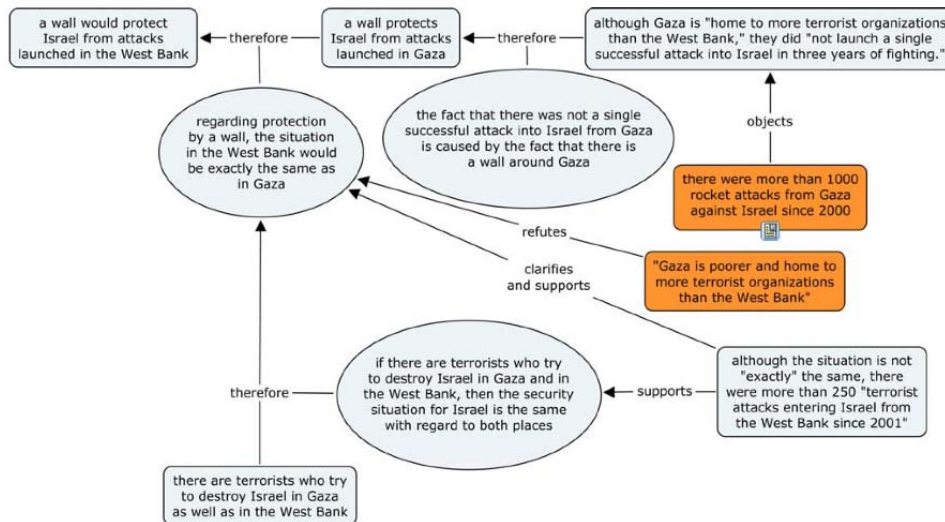 a wall would protect
Israel from attacks
launched in the West Bank
therefore
a wall protects
Israel from attacks
launched in Gaza
therefore
although Gaza is "home to more terrorist organizations
than the West Bank," they did "not launch a single
successful attack into Israel in three years of fighting."
regarding protection
by a wall, the situation
in the West Bank would
be exactly the same as
in Gaza
the fact that there was not a single
successful attack into Israel from Gaza
is caused by the fact that there is
a wall around Gaza
objects
there were more than 1000
rocket attacks from Gaza
against Israel since 2000
refutes
"Gaza is poorer and home to
more terrorist organizations
than the West Bank"
clarifies
and supports
if there are terrorists who try
to destroy Israel in Gaza and in
the West Bank, then the security
situation for Israel is the same
with regard to both places
therefore
supports
although the situation is not
"exactly" the same, there
were more than 250 "terrorist
attacks entering Israel from
the West Bank since 2001"
there are terrorists who try
to destroy Israel in Gaza
as well as in the West Bank